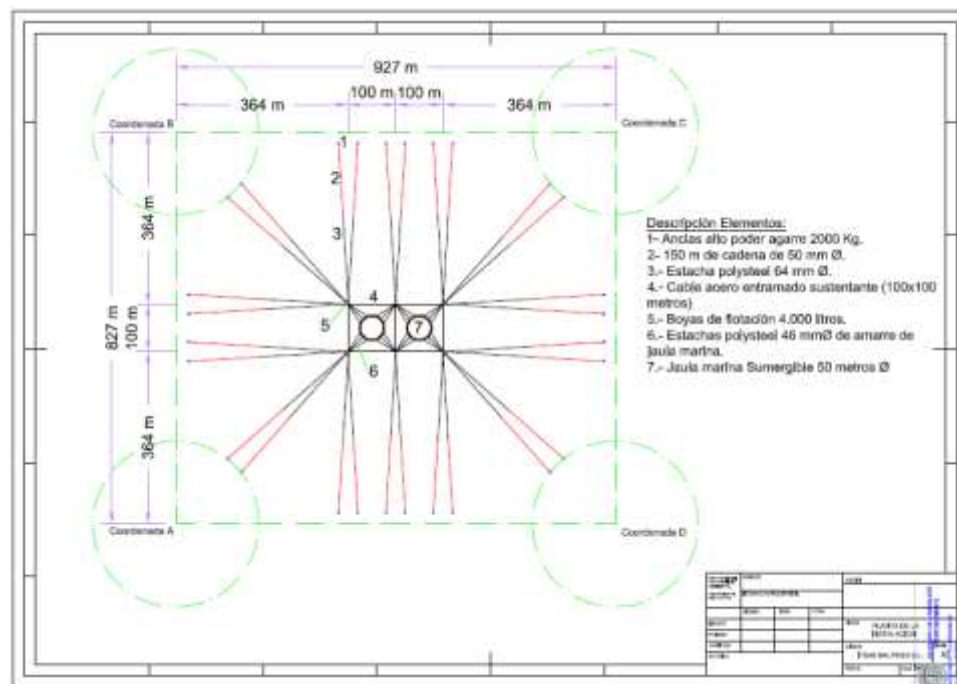 927 m
364 m
100 m
100 m
364 m
Coordenada B
Coordenada C
1
2
3
364 m
827 m
100 m
364 m
4
5
6
7
Descripción Elementos:
1- Anclas alto poder agarre 2000 Kg.
2- 150 m de cadena de 50 mm Ø.
3.- Estacha polysteel 64 mm Ø.
4.- Cable acero entramado sustentante (100x100
metros)
5.- Boyas de flotación 4.000 litros.
6.- Estachas polysteel 46 mmØ de amarre de
jaula marina.
7.- Jaula marina Sumergible 50 metros Ø
Coordenada A
Coordenada D